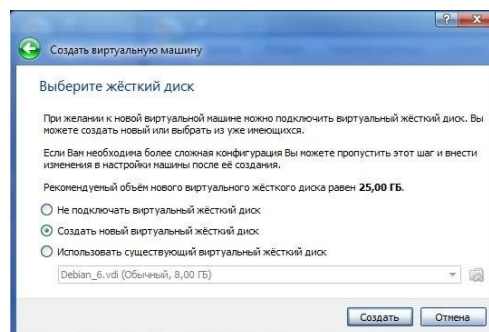 Создать виртуальную машину
Выберите жёсткий диск
При желании к новой виртуальной машине можно подключить виртуальный жёсткий диск. Вы
можете создать новый или выбрать из уже имеющихся.
Если Вам необходима более сложная конфигурация Вы можете пропустить этот шаг и внести
изменения в настройки машины после её создания.
Рекомендуемый объём нового виртуального жёсткого диска равен 25,00 ГБ.
Не подключать виртуальный жёсткий диск
Создать новый виртуальный жёсткий диск
Использовать существующий виртуальный жёсткий диск
Debian_6.vdi (Обычный, 8,00 ГБ)
Создать Отмена